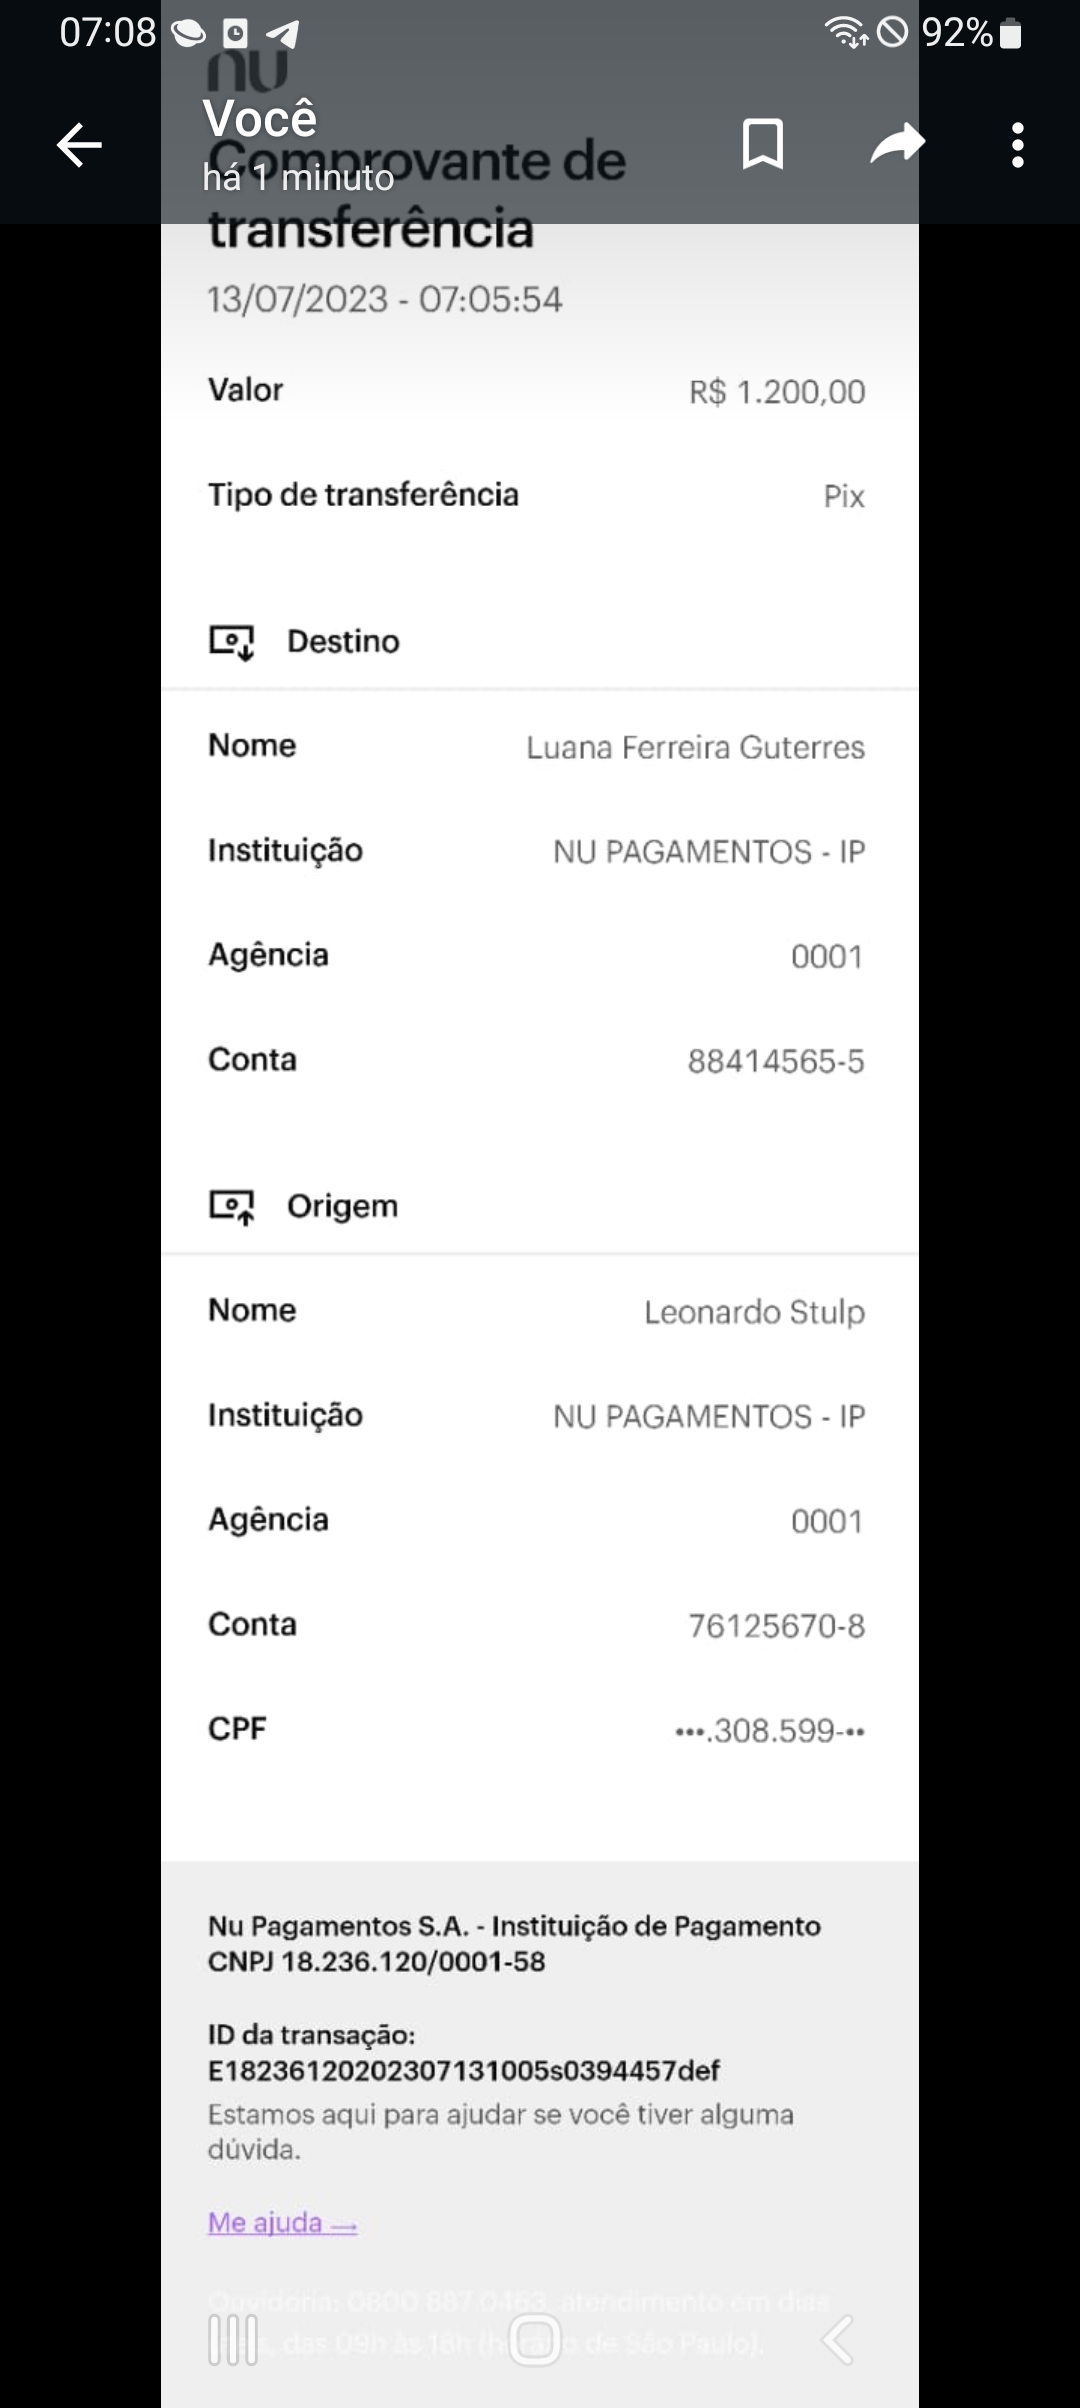 07:08
92%
nu
Você
Comprovante de
há 1 minuto
transferência
13/07/2023 - 07:05:54
Valor R$ 1.200,00
Tipo de transferência Pix
Destino
Nome Luana Ferreira Guterres
Instituição NU PAGAMENTOS - IP
Agência 0001
Conta 88414565-5
Origem
Nome Leonardo Stulp
Instituição NU PAGAMENTOS - IP
Agência 0001
Conta 76125670-8
CPF •••.308.599-••
Nu Pagamentos S.A. - Instituição de Pagamento
CNPJ 18.236.120/0001-58
ID da transação:
E18236120202307131005s0394457def
Estamos aqui para ajudar se você tiver alguma
dúvida.
Me ajuda →
Ouvidoria: 0800 887 0463, atendimento em dias
das 09h às 18h de São Paulo).